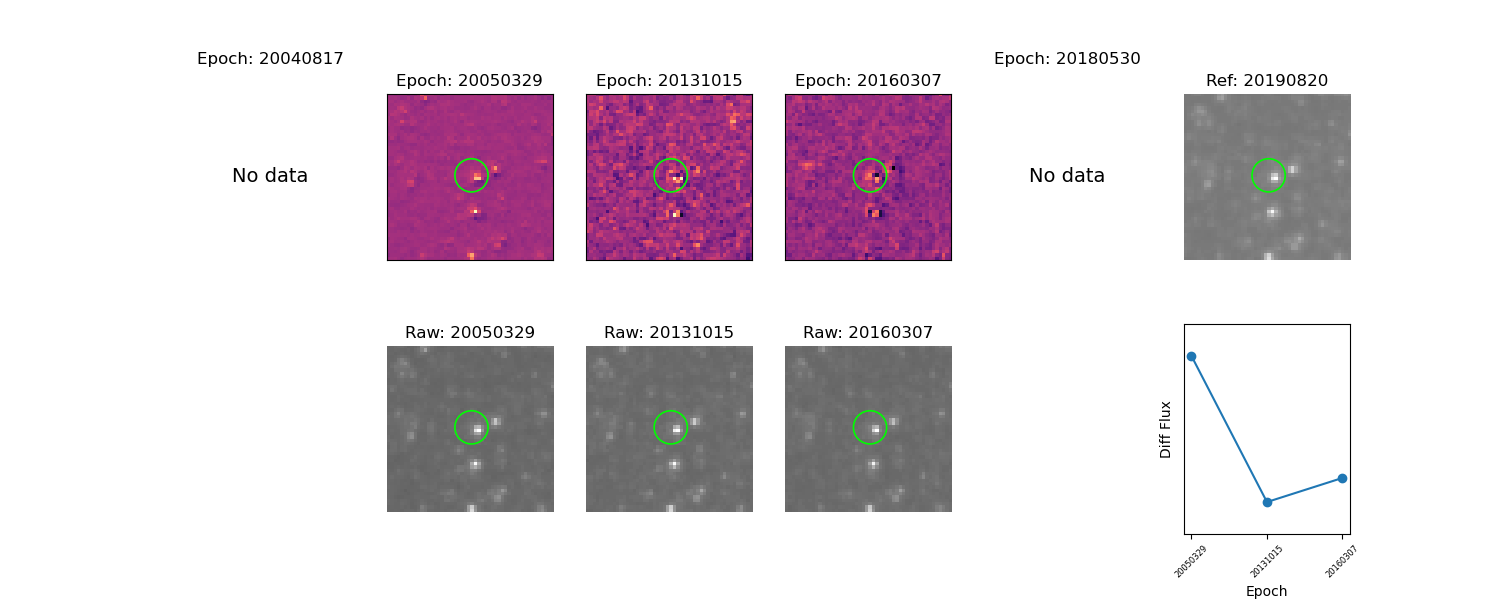 Epoch: 20040817
Epoch: 20050329
Epoch: 20131015
Epoch: 20160307
Epoch: 20180530
Ref: 20190820
No data
No data
Raw: 20050329
Raw: 20131015
Raw: 20160307
Diff Flux
20050329
20131015
20160307
Epoch